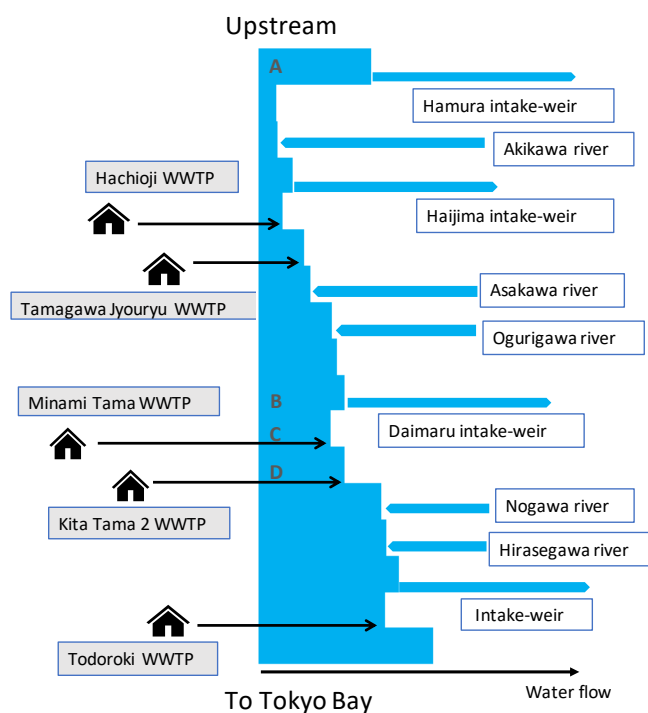 Upstream
A
Hamura intake-weir
Akikawa river
Hachioji WWTP
Haijima intake-weir
Asakawa river
Tamagawa Jyouryu WWTP
Ogurigawa river
Minami Tama WWTP
B
Daimaru intake-weir
C
D
Nogawa river
Kita Tama 2 WWTP
Hirasegawa river
Intake-weir
Todoroki WWTP
To Tokyo Bay
Water flow